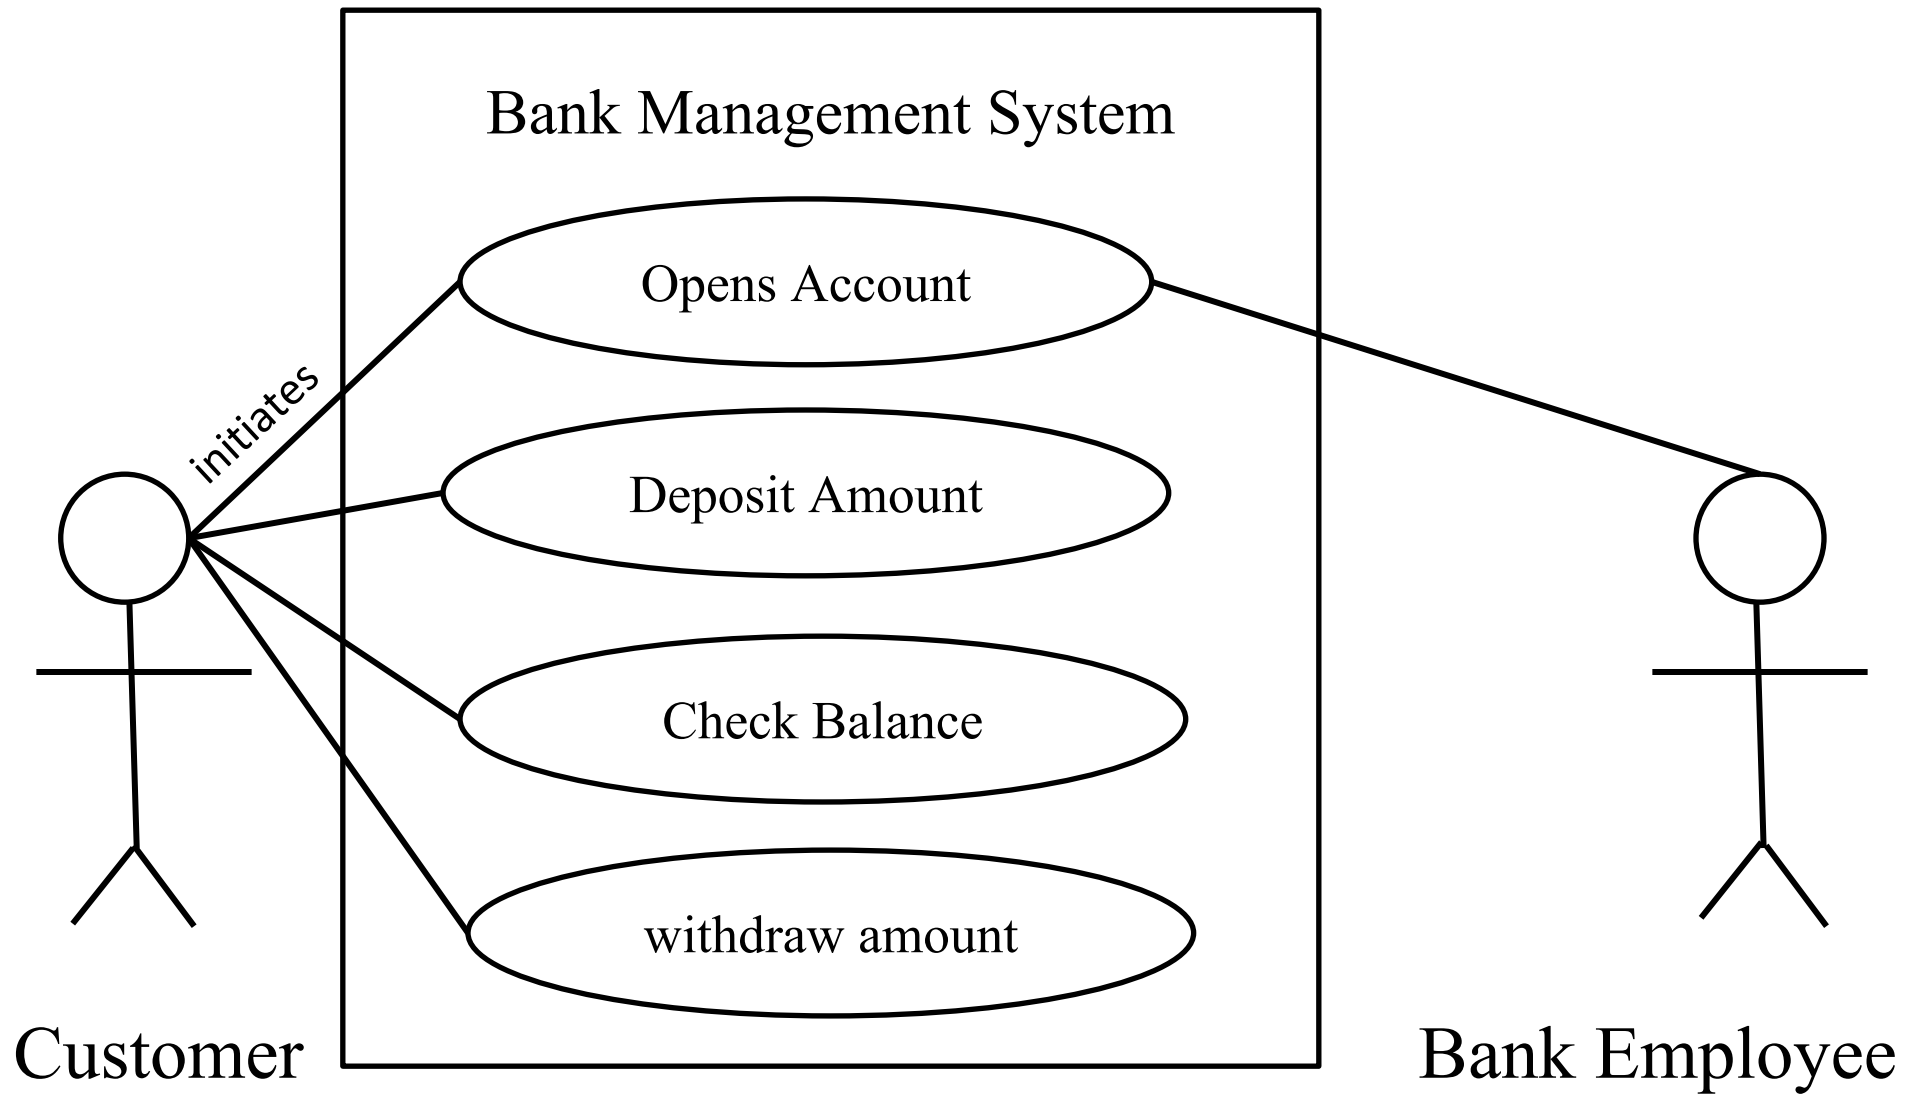 Bank Management System
Opens Account
initiates
Deposit Amount
Check Balance
withdraw amount
Customer
Bank Employee